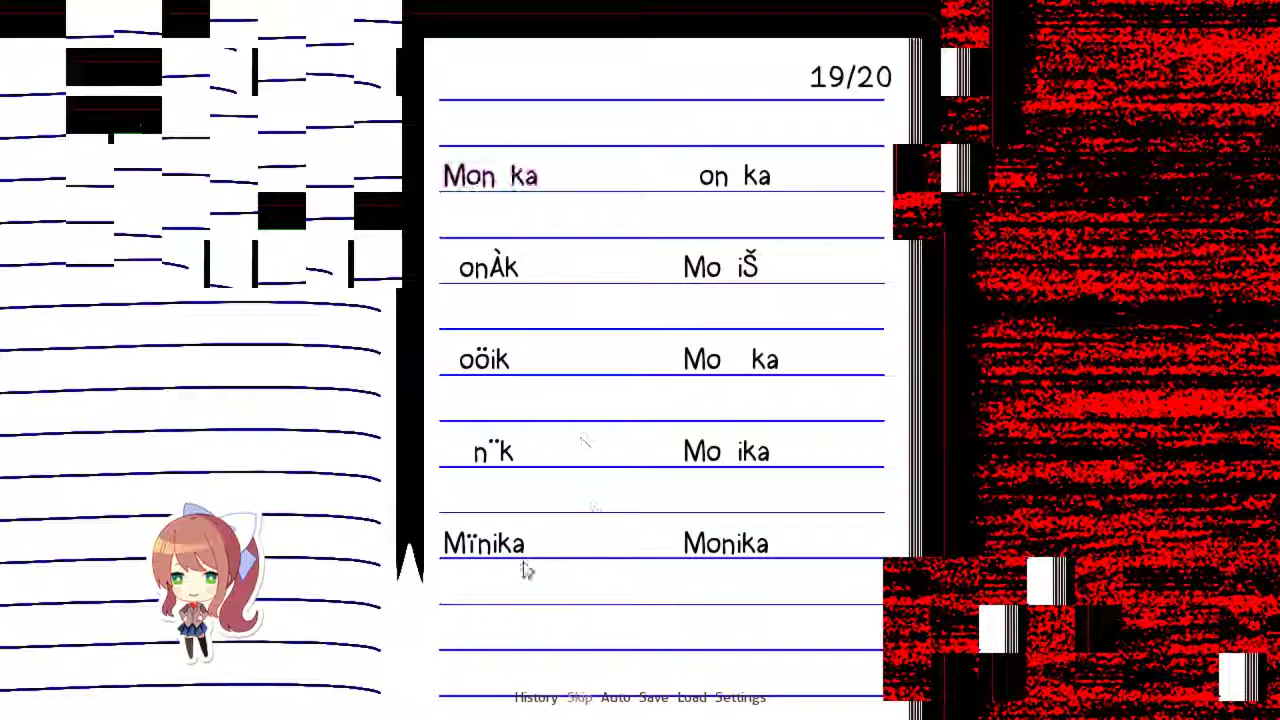 19/20
Mon ka on ka
onÀk Mo iŠ
oöik Mo ka
n¨k Mo ika
Mïnika Monika
History Skip Auto Save Load Settings